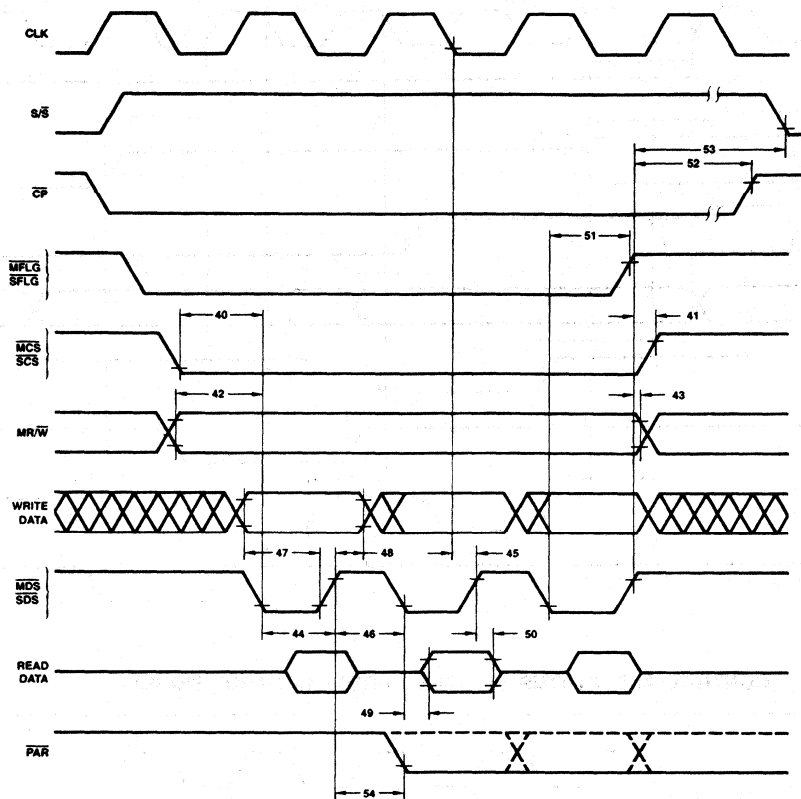 CLK
S/S̅
53
52
C̅P̅
51
M̅F̅L̅G̅
S̅F̅L̅G̅
40
41
M̅C̅S̅
S̅C̅S̅
42
43
MR/W̅
WRITE
DATA
47
48
45
M̅D̅S̅
S̅D̅S̅
44
46
50
READ
DATA
49
P̅A̅R̅
54